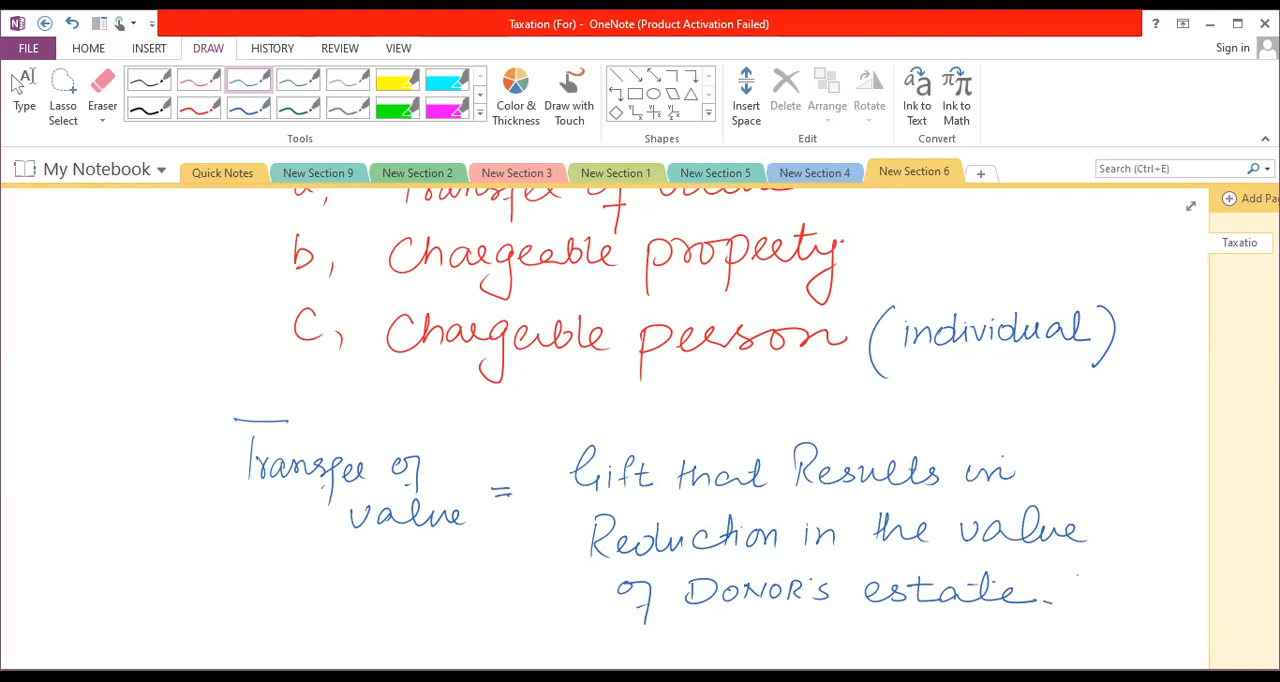 Taxation (For) - OneNote (Product Activation Failed)
?
FILE HOME INSERT DRAW HISTORY REVIEW VIEW Sign in
Type Lasso Select Eraser Color & Thickness Draw with Touch Insert Space Delete Arrange Rotate Ink to Text Ink to Math
Tools Shapes Edit Convert
My Notebook Quick Notes New Section 9 New Section 2 New Section 3 New Section 1 New Section 5 New Section 4 New Section 6 Search (Ctrl+E)
Add Pa
Taxatio
a, Transfer of value
b, Chargeable property
c, Chargeable person (individual)
Transfer of
value = Gift that Results in
Reduction in the value
of DONOR'S estate.